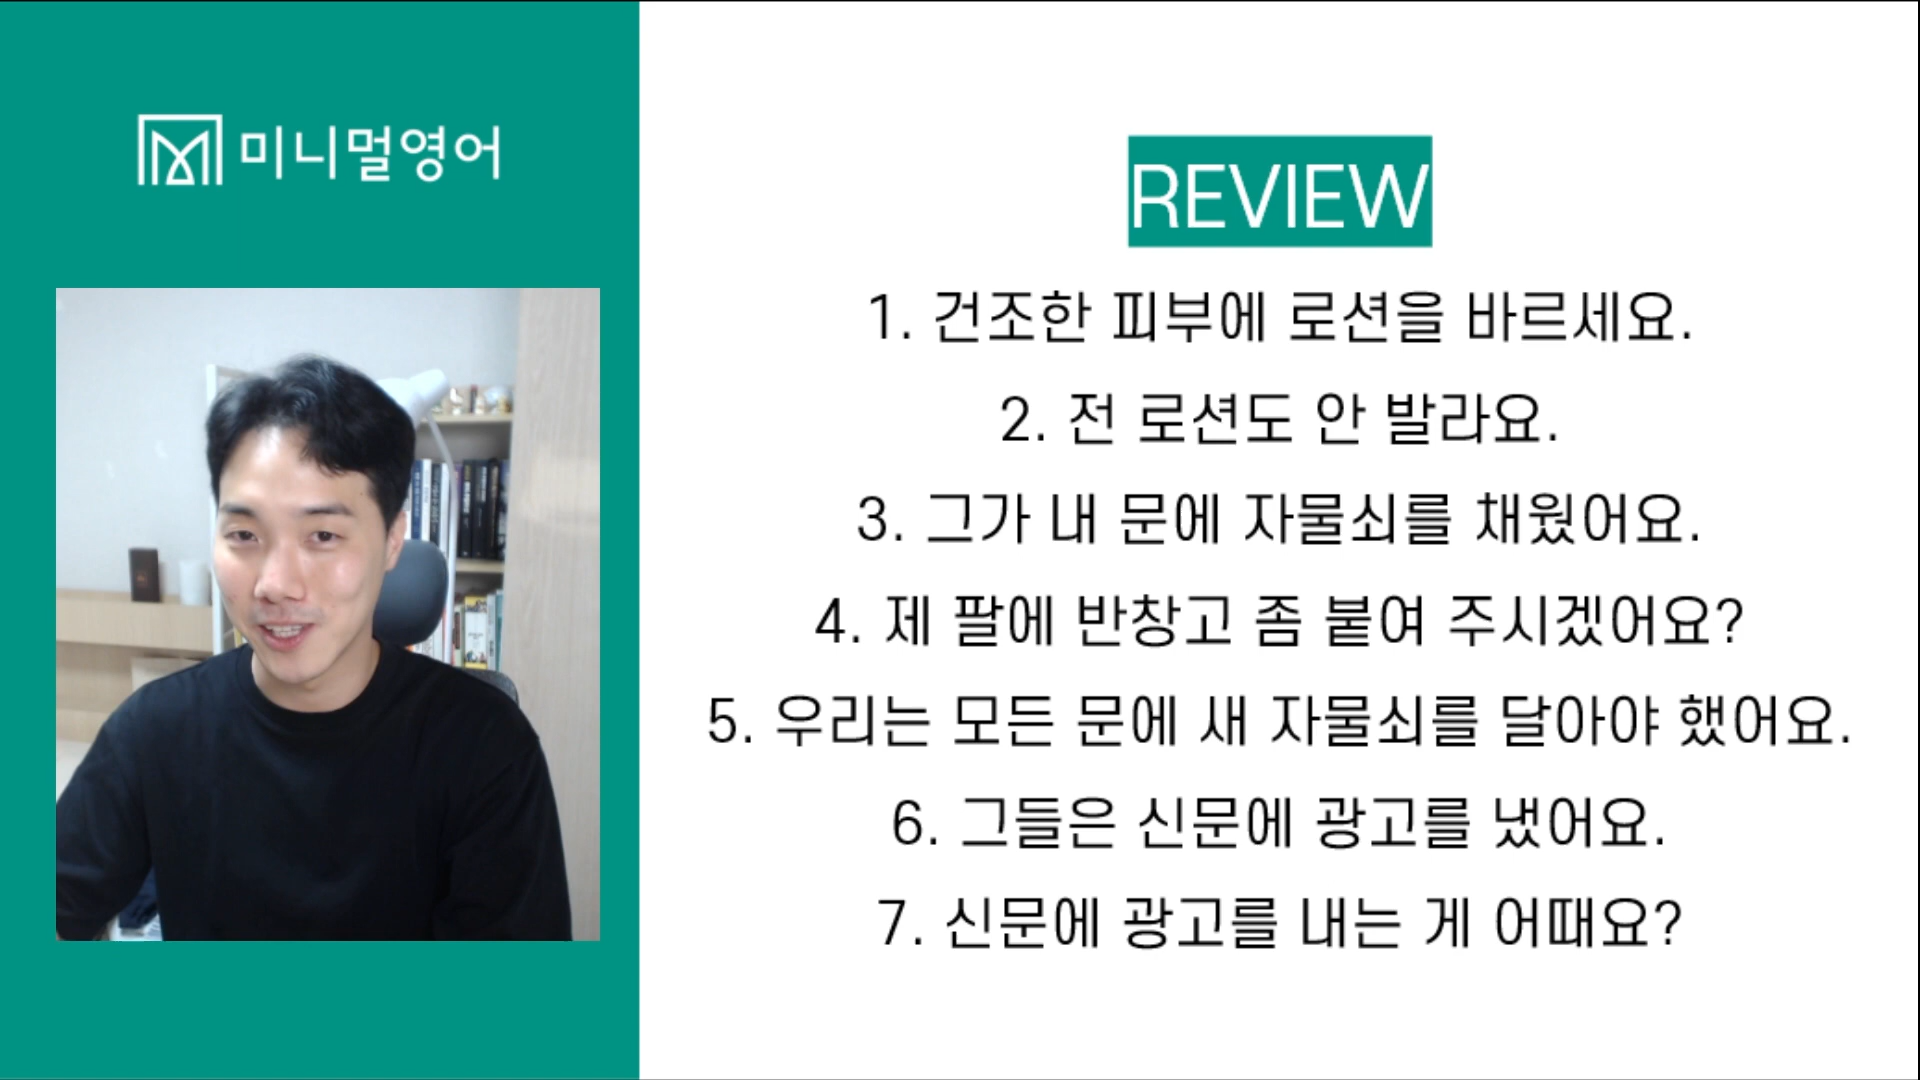 미니멀영어
REVIEW
1. 건조한 피부에 로션을 바르세요.
2. 전 로션도 안 발라요.
3. 그가 내 문에 자물쇠를 채웠어요.
4. 제 팔에 반창고 좀 붙여 주시겠어요?
5. 우리는 모든 문에 새 자물쇠를 달아야 했어요.
6. 그들은 신문에 광고를 냈어요.
7. 신문에 광고를 내는 게 어때요?